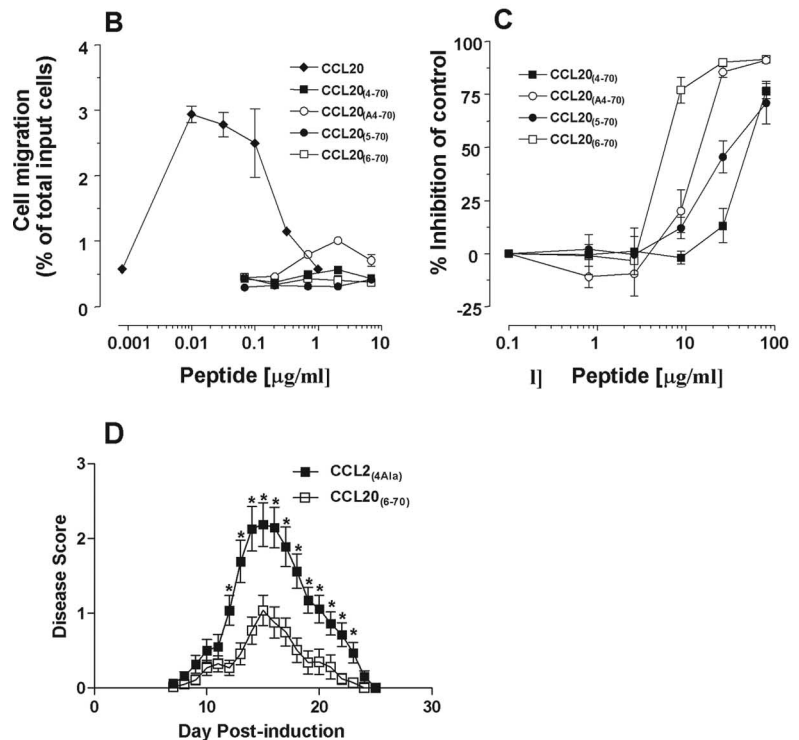 B
Cell migration
(% of total input cells)
4
3
2
1
0
0.001
0.01
0.1
1
10
Peptide [μg/ml]
CCL20
CCL20(4-70)
CCL20(A4-70)
CCL20(5-70)
CCL20(6-70)
C
% Inhibition of control
100
75
50
25
0
-25
0.1
1
10
100
l] Peptide [μg/ml]
CCL20(4-70)
CCL20(A4-70)
CCL20(5-70)
CCL20(6-70)
D
Disease Score
3
2
1
0
0
10
20
30
Day Post-induction
CCL2(4Ala)
CCL20(6-70)
* * * * * * * * * * * *